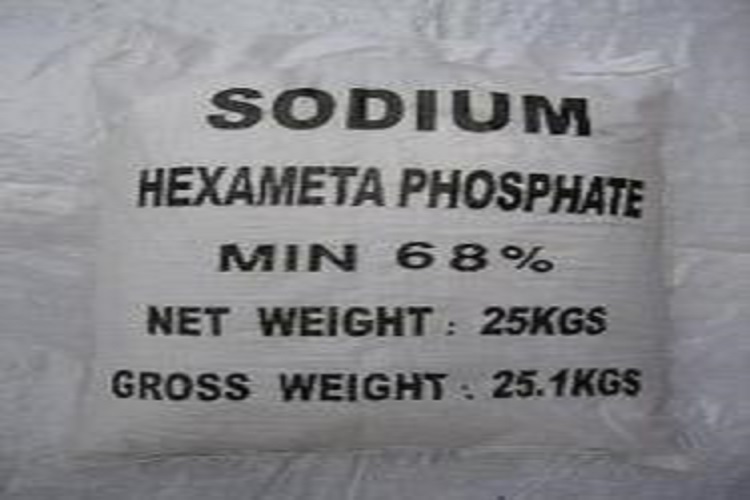 SODIUM
HEXAMETA PHOSPHATE
MIN 68%
NET WEIGHT : 25KGS
GROSS WEIGHT : 25.1KGS